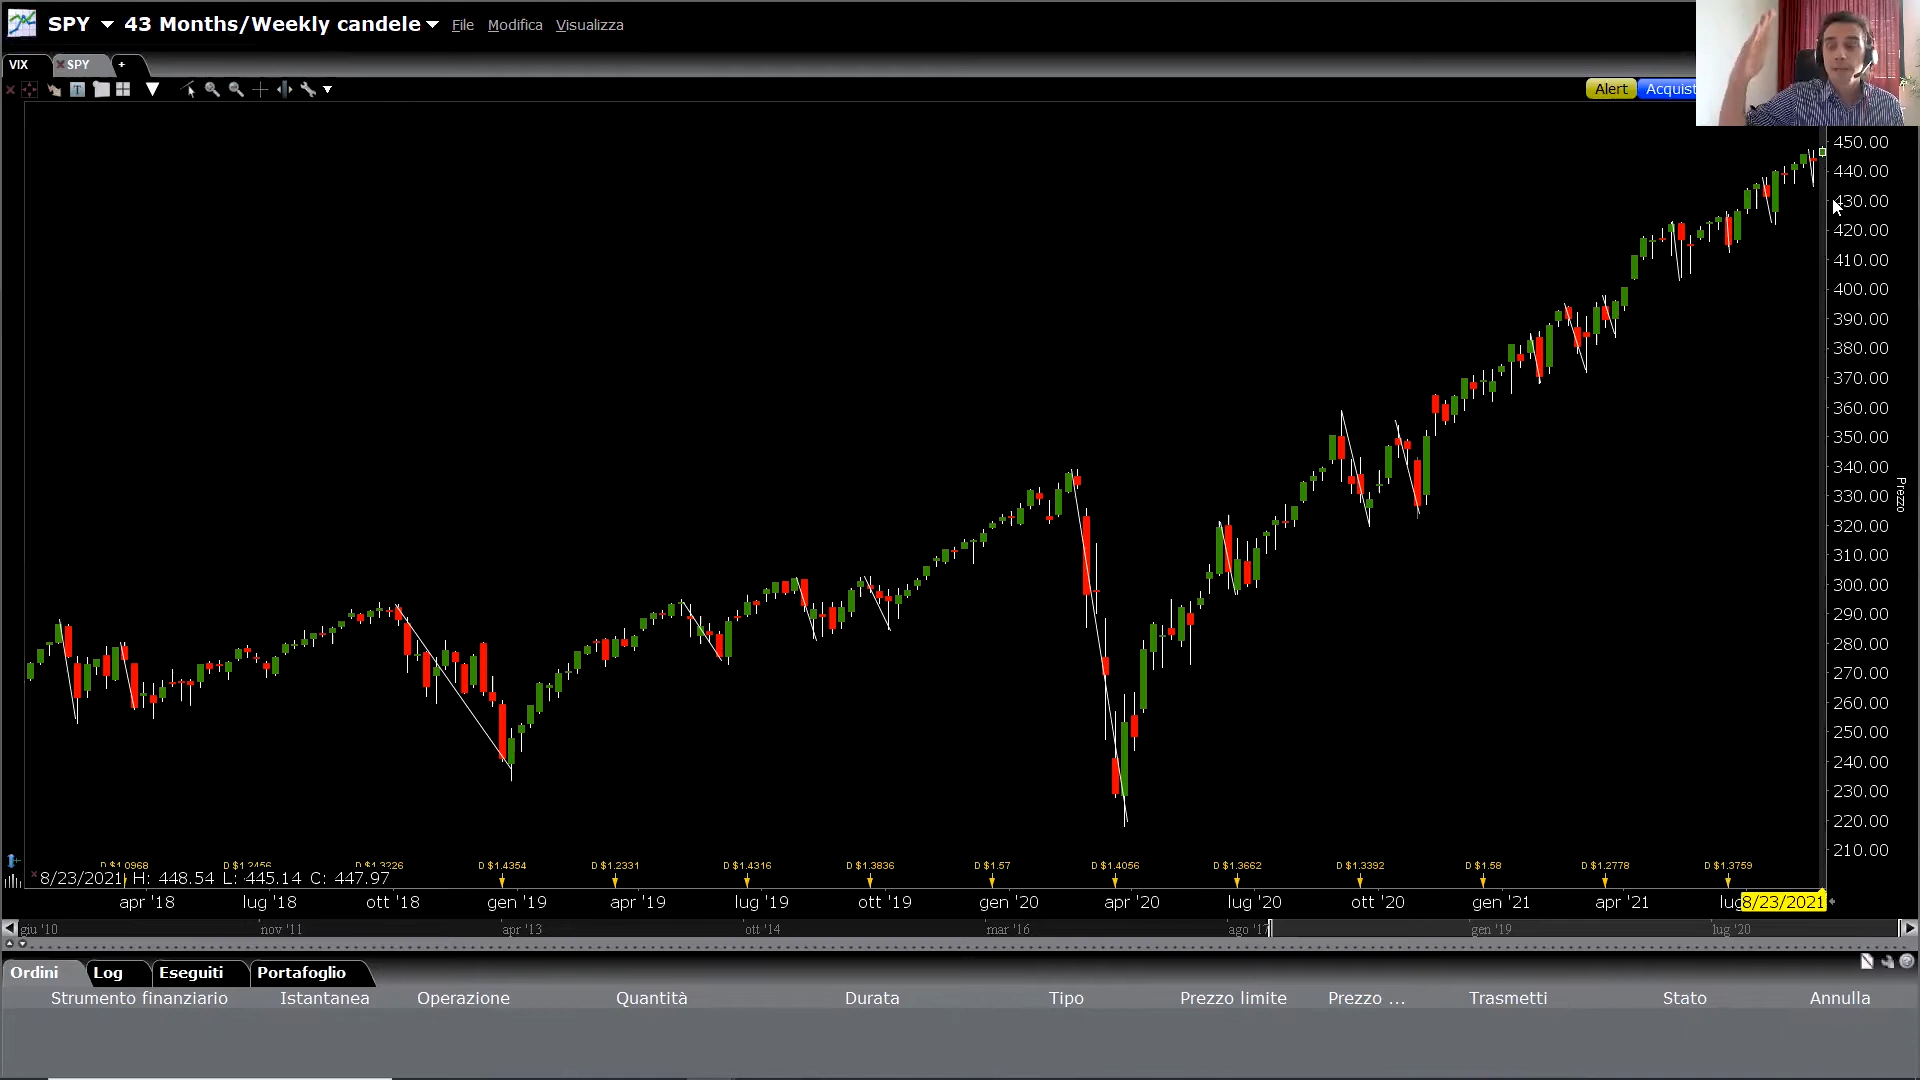 SPY 43 Months/Weekly candele File Modifica Visualizza
VIX SPY +
T
Alert Acquist
450.00
440.00
430.00
420.00
410.00
400.00
390.00
380.00
370.00
360.00
350.00
340.00
330.00
320.00
310.00
300.00
290.00
280.00
270.00
260.00
250.00
240.00
230.00
220.00
210.00
Prezzo
D $1.0968 D $1.2456 D $1.3226 D $1.4354 D $1.2331 D $1.4316 D $1.3836 D $1.57 D $1.4056 D $1.3662 D $1.3392 D $1.58 D $1.2778 D $1.3759
8/23/2021 H: 448.54 L: 445.14 C: 447.97
apr '18 lug '18 ott '18 gen '19 apr '19 lug '19 ott '19 gen '20 apr '20 lug '20 ott '20 gen '21 apr '21 lug 8/23/2021
giu '10 nov '11 apr '13 ott '14 mar '16 ago '17 gen '19 lug '20
Ordini Log Eseguiti Portafoglio
Strumento finanziario Istantanea Operazione Quantità Durata Tipo Prezzo limite Prezzo ... Trasmetti Stato Annulla